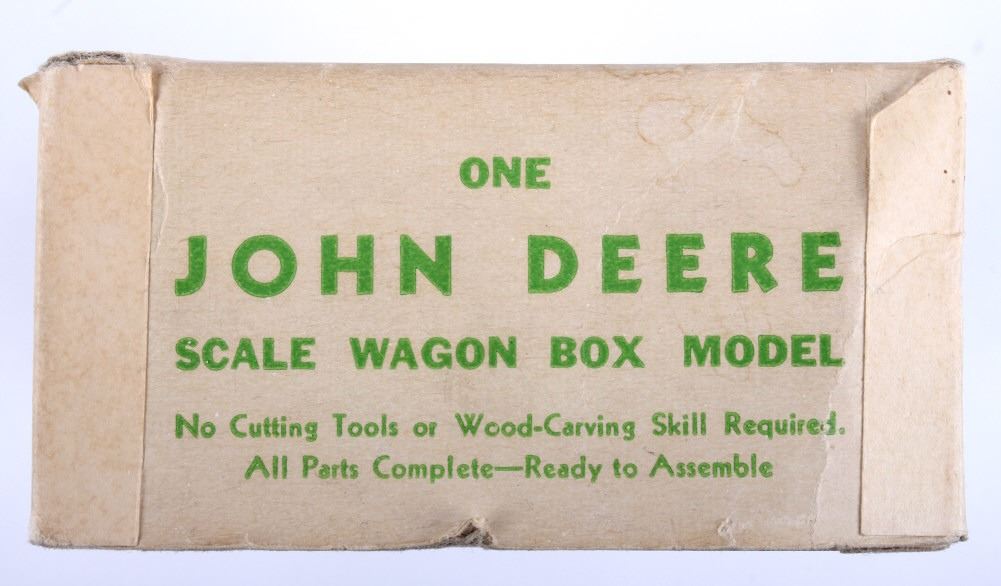 ONE
JOHN DEERE
SCALE WAGON BOX MODEL
No Cutting Tools or Wood-Carving Skill Required.
All Parts Complete—Ready to Assemble